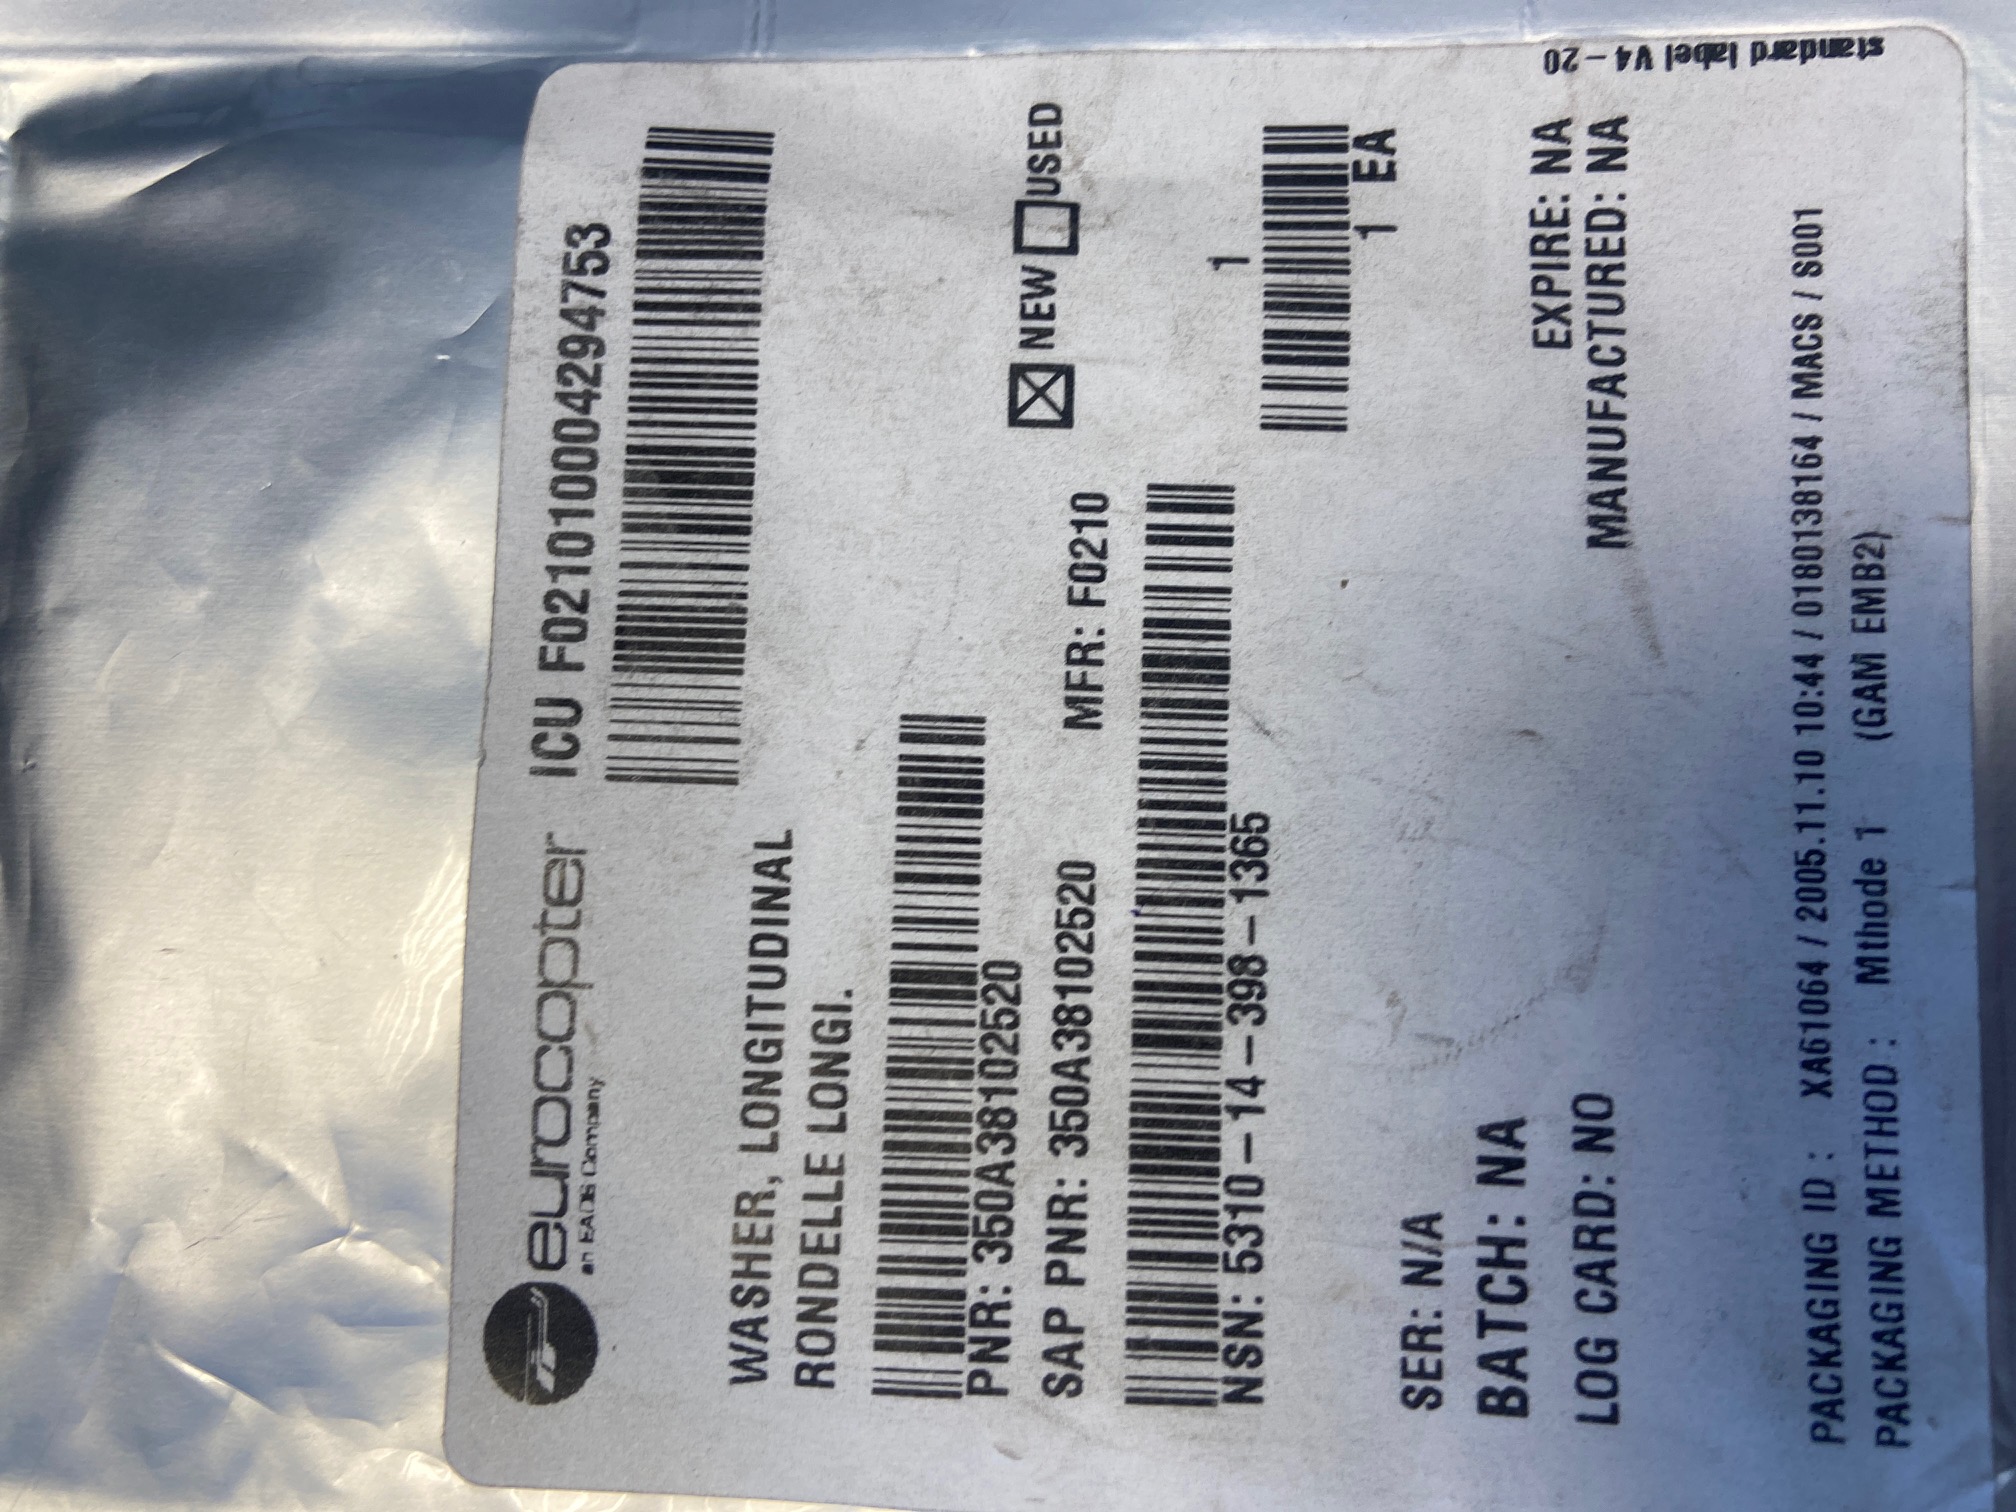 eurocopter ICU F021010004294753
an EADS Company
WASHER, LONGITUDINAL
RONDELLE LONGI.
PNR: 350A38102520
NEW USED
SAP PNR: 350A38102520 MFR: F0210
1
NSN: 5310-14-398-1365
1 EA
SER: N/A
BATCH: NA
EXPIRE: NA
LOG CARD: NO
MANUFACTURED: NA
PACKAGING ID : XA61064 / 2005.11.10 10:44 / 0180138164 / MACS / S001
PACKAGING METHOD : Mthode 1 (GAM EMB2)
standard label V4-20